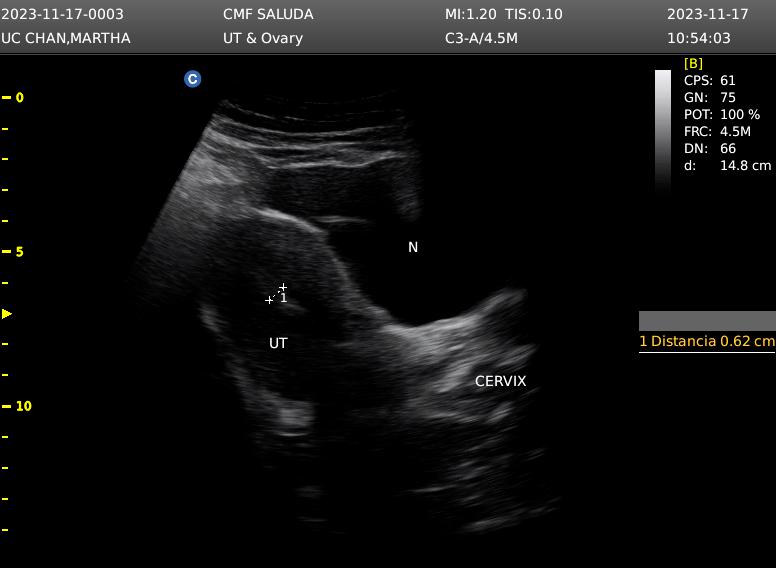 2023-11-17-0003 CMF SALUDA MI:1.20 TIS:0.10 2023-11-17
UC CHAN,MARTHA UT & Ovary C3-A/4.5M 10:54:03
C
[B]
CPS: 61
GN: 75
POT: 100 %
FRC: 4.5M
DN: 66
d: 14.8 cm
0
5
10
N
1
UT
CERVIX
1 Distancia 0.62 cm